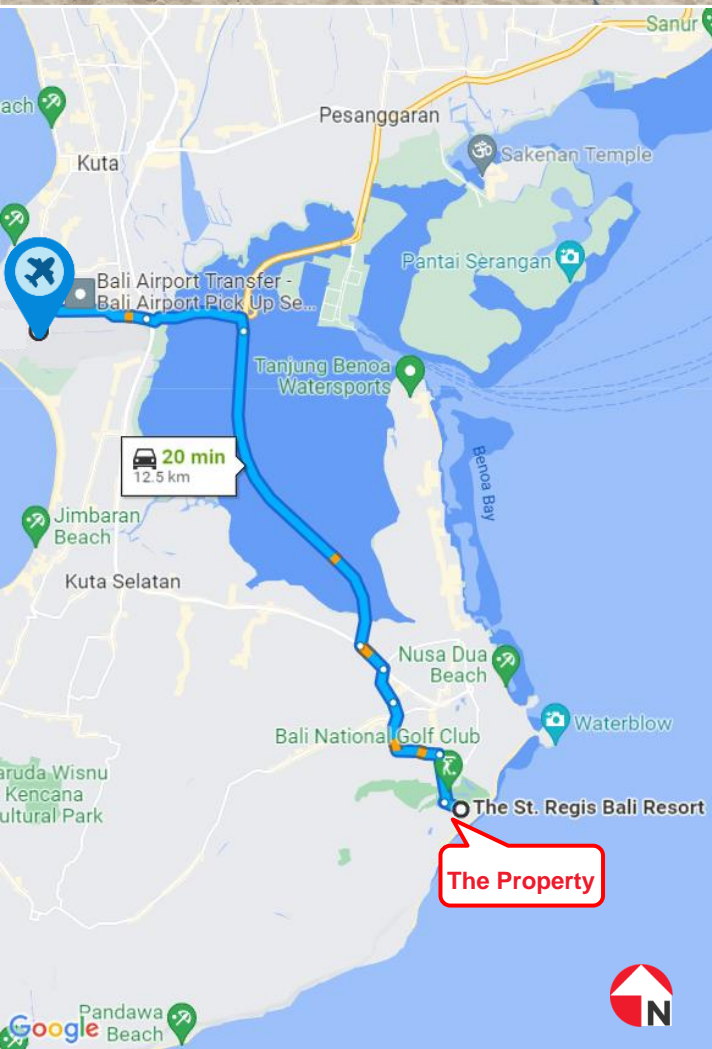 Sanur
ach
Pesanggaran
Kuta
Sakenan Temple
Pantai Serangan
Bali Airport Transfer -
Bali Airport Pick Up Se...
Tanjung Benoa
Watersports
20 min
12.5 km
Benoa Bay
Jimbaran
Beach
Kuta Selatan
Nusa Dua
Beach
Waterblow
Bali National Golf Club
aruda Wisnu
Kencana
ultural Park
The St. Regis Bali Resort
The Property
N
Pandawa
Beach
Google